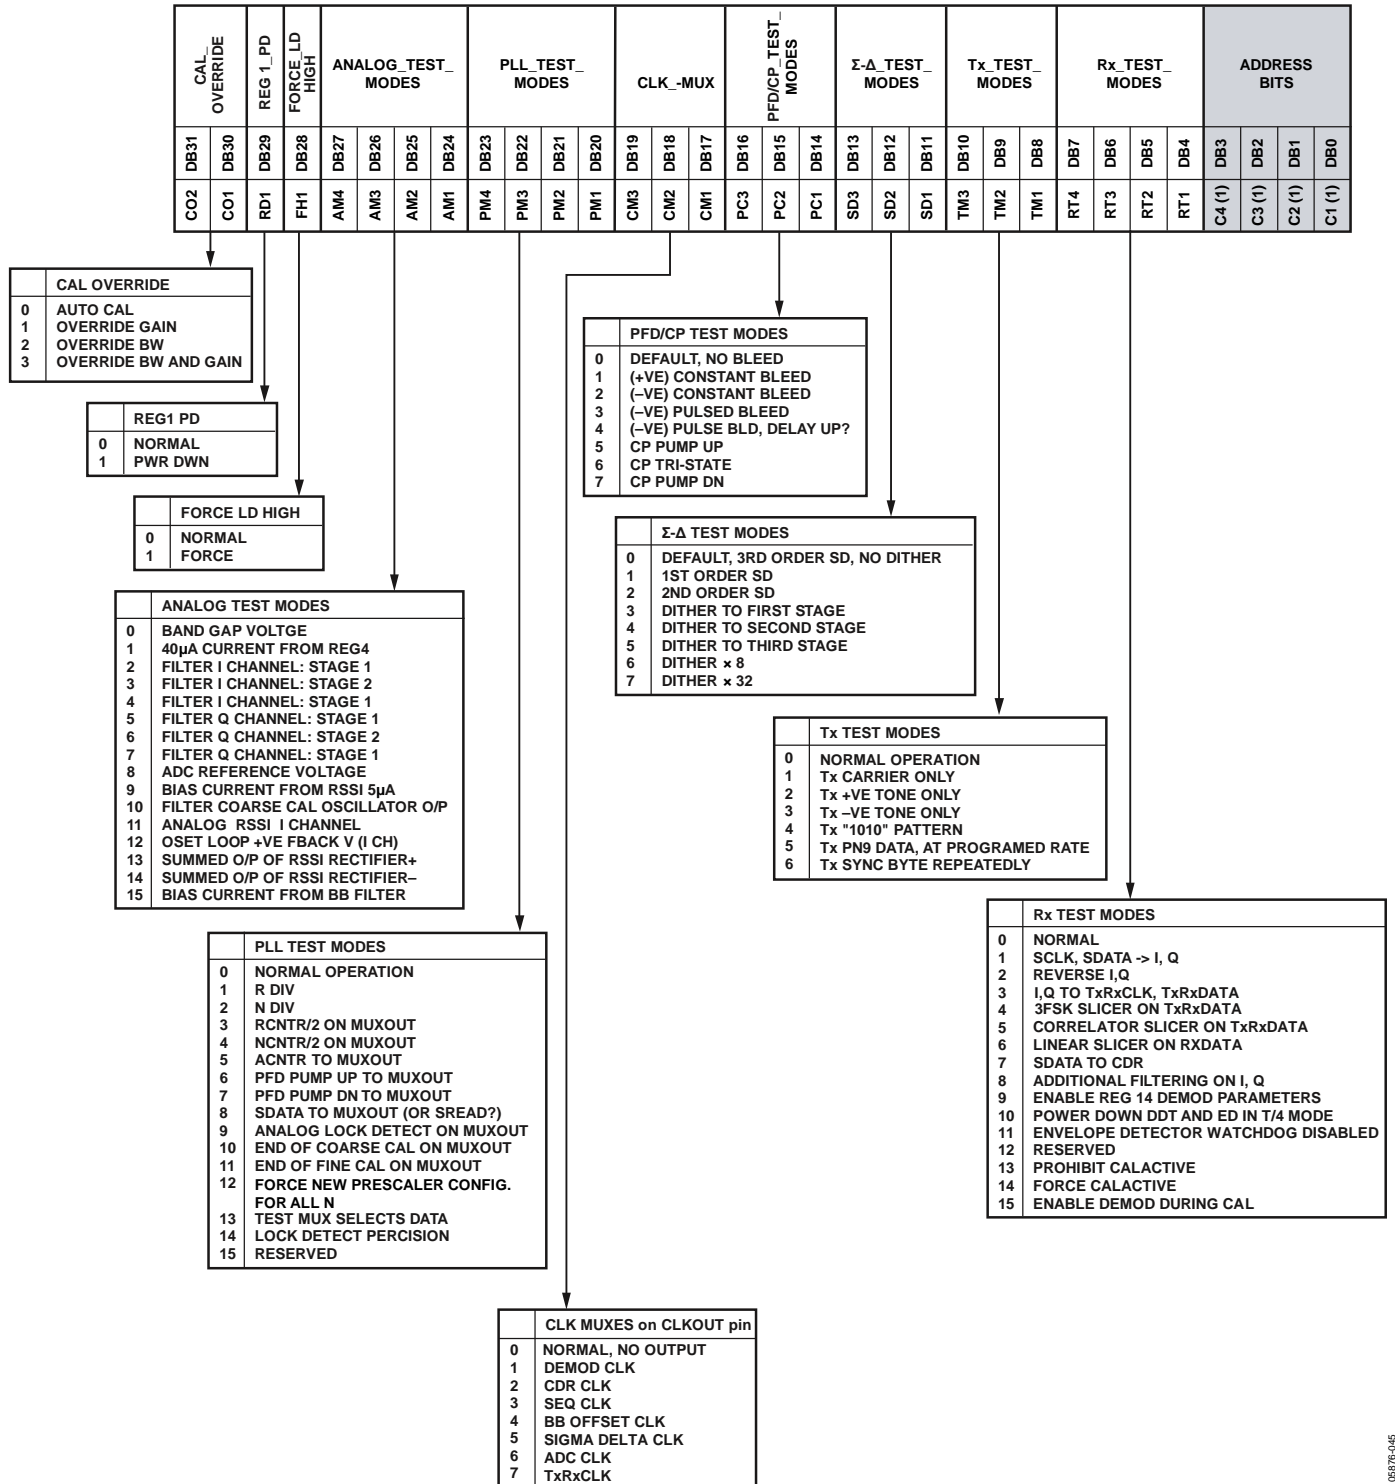 CAL_
OVERRIDE
REG 1_PD
FORCE_LD
HIGH
ANALOG_TEST_
MODES
PLL_TEST_
MODES
CLK_-MUX
PFD/CP_TEST_
MODES
Σ-Δ_TEST_
MODES
Tx_TEST_
MODES
Rx_TEST_
MODES
ADDRESS
BITS
DB31 DB30 DB29 DB28 DB27 DB26 DB25 DB24 DB23 DB22 DB21 DB20 DB19 DB18 DB17 DB16 DB15 DB14 DB13 DB12 DB11 DB10 DB9 DB8 DB7 DB6 DB5 DB4 DB3 DB2 DB1 DB0
CO2 CO1 RD1 FH1 AM4 AM3 AM2 AM1 PM4 PM3 PM2 PM1 CM3 CM2 CM1 PC3 PC2 PC1 SD3 SD2 SD1 TM3 TM2 TM1 RT4 RT3 RT2 RT1 C4 (1) C3 (1) C2 (1) C1 (1)
CAL OVERRIDE
0 AUTO CAL
1 OVERRIDE GAIN
2 OVERRIDE BW
3 OVERRIDE BW AND GAIN
REG1 PD
0 NORMAL
1 PWR DWN
FORCE LD HIGH
0 NORMAL
1 FORCE
ANALOG TEST MODES
0 BAND GAP VOLTGE
1 40µA CURRENT FROM REG4
2 FILTER I CHANNEL: STAGE 1
3 FILTER I CHANNEL: STAGE 2
4 FILTER I CHANNEL: STAGE 1
5 FILTER Q CHANNEL: STAGE 1
6 FILTER Q CHANNEL: STAGE 2
7 FILTER Q CHANNEL: STAGE 1
8 ADC REFERENCE VOLTAGE
9 BIAS CURRENT FROM RSSI 5µA
10 FILTER COARSE CAL OSCILLATOR O/P
11 ANALOG RSSI I CHANNEL
12 OSET LOOP +VE FBACK V (I CH)
13 SUMMED O/P OF RSSI RECTIFIER+
14 SUMMED O/P OF RSSI RECTIFIER–
15 BIAS CURRENT FROM BB FILTER
PLL TEST MODES
0 NORMAL OPERATION
1 R DIV
2 N DIV
3 RCNTR/2 ON MUXOUT
4 NCNTR/2 ON MUXOUT
5 ACNTR TO MUXOUT
6 PFD PUMP UP TO MUXOUT
7 PFD PUMP DN TO MUXOUT
8 SDATA TO MUXOUT (OR SREAD?)
9 ANALOG LOCK DETECT ON MUXOUT
10 END OF COARSE CAL ON MUXOUT
11 END OF FINE CAL ON MUXOUT
12 FORCE NEW PRESCALER CONFIG.
FOR ALL N
13 TEST MUX SELECTS DATA
14 LOCK DETECT PERCISION
15 RESERVED
CLK MUXES on CLKOUT pin
0 NORMAL, NO OUTPUT
1 DEMOD CLK
2 CDR CLK
3 SEQ CLK
4 BB OFFSET CLK
5 SIGMA DELTA CLK
6 ADC CLK
7 TxRxCLK
PFD/CP TEST MODES
0 DEFAULT, NO BLEED
1 (+VE) CONSTANT BLEED
2 (–VE) CONSTANT BLEED
3 (–VE) PULSED BLEED
4 (–VE) PULSE BLD, DELAY UP?
5 CP PUMP UP
6 CP TRI-STATE
7 CP PUMP DN
Σ-Δ TEST MODES
0 DEFAULT, 3RD ORDER SD, NO DITHER
1 1ST ORDER SD
2 2ND ORDER SD
3 DITHER TO FIRST STAGE
4 DITHER TO SECOND STAGE
5 DITHER TO THIRD STAGE
6 DITHER × 8
7 DITHER × 32
Tx TEST MODES
0 NORMAL OPERATION
1 Tx CARRIER ONLY
2 Tx +VE TONE ONLY
3 Tx –VE TONE ONLY
4 Tx "1010" PATTERN
5 Tx PN9 DATA, AT PROGRAMED RATE
6 Tx SYNC BYTE REPEATEDLY
Rx TEST MODES
0 NORMAL
1 SCLK, SDATA -> I, Q
2 REVERSE I,Q
3 I,Q TO TxRxCLK, TxRxDATA
4 3FSK SLICER ON TxRxDATA
5 CORRELATOR SLICER ON TxRxDATA
6 LINEAR SLICER ON RXDATA
7 SDATA TO CDR
8 ADDITIONAL FILTERING ON I, Q
9 ENABLE REG 14 DEMOD PARAMETERS
10 POWER DOWN DDT AND ED IN T/4 MODE
11 ENVELOPE DETECTOR WATCHDOG DISABLED
12 RESERVED
13 PROHIBIT CALACTIVE
14 FORCE CALACTIVE
15 ENABLE DEMOD DURING CAL
05876-045